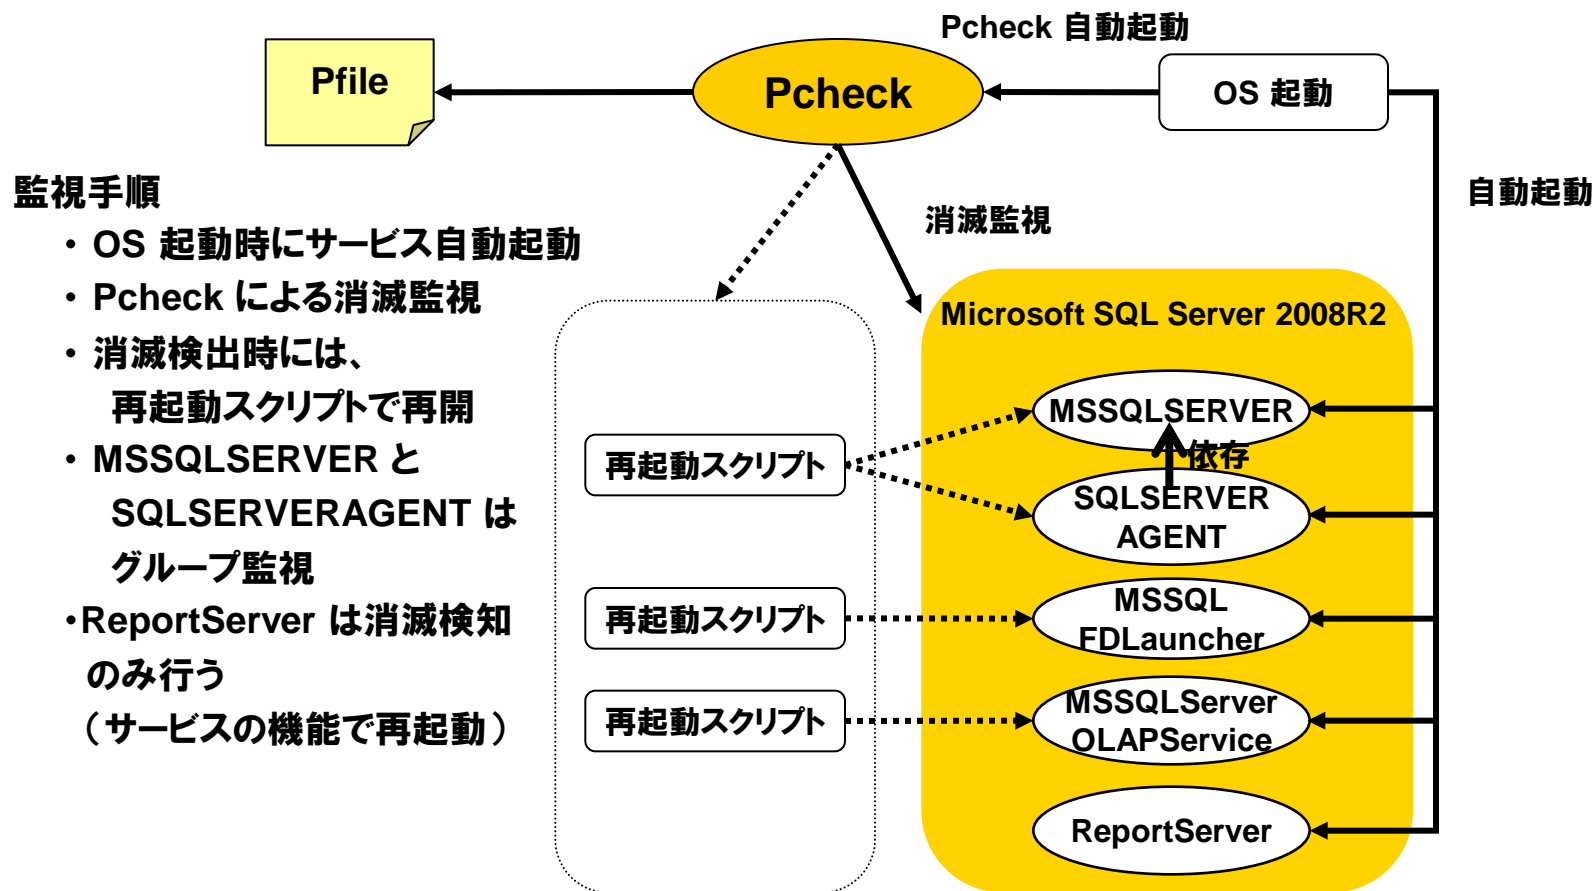 Pcheck 自動起動
Pfile
Pcheck
OS 起動
自動起動
監視手順
・ OS 起動時にサービス自動起動
・ Pcheck による消滅監視
・ 消滅検出時には、
再起動スクリプトで再開
・ MSSQLSERVER と
SQLSERVERAGENT は
グループ監視
・ReportServer は消滅検知
のみ行う
（サービスの機能で再起動）
消滅監視
Microsoft SQL Server 2008R2
再起動スクリプト
MSSQLSERVER
依存
SQLSERVER
AGENT
再起動スクリプト
MSSQL
FDLauncher
再起動スクリプト
MSSQLServer
OLAPService
ReportServer